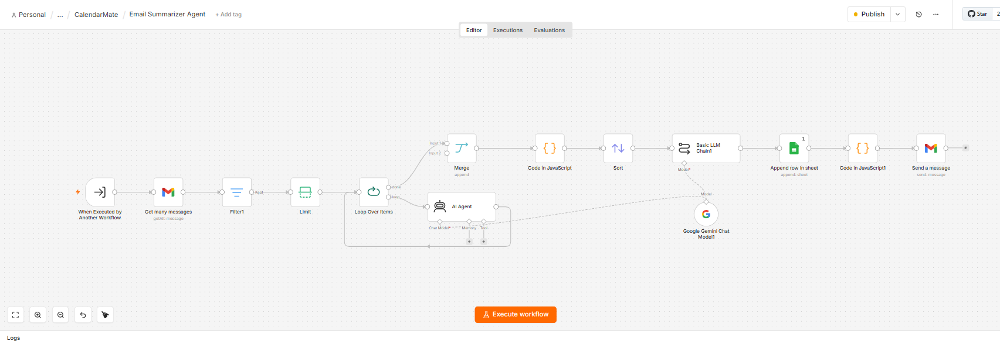 Personal / ... / CalendarMate / Email Summarizer Agent + Add tag
Publish
Star 2
Editor Executions Evaluations
Input 1
Input 2
Merge
append
Code in JavaScript
Sort
Basic LLM
Chain1
Model*
Append row in sheet
append: sheet
1
Code in JavaScript1
Send a message
send: message
When Executed by
Another Workflow
Get many messages
getAll: message
Filter1
Kept
Limit
Loop Over Items
done
loop
AI Agent
Chat Model*
Memory
Tool
Model
Google Gemini Chat
Model1
Execute workflow
Logs